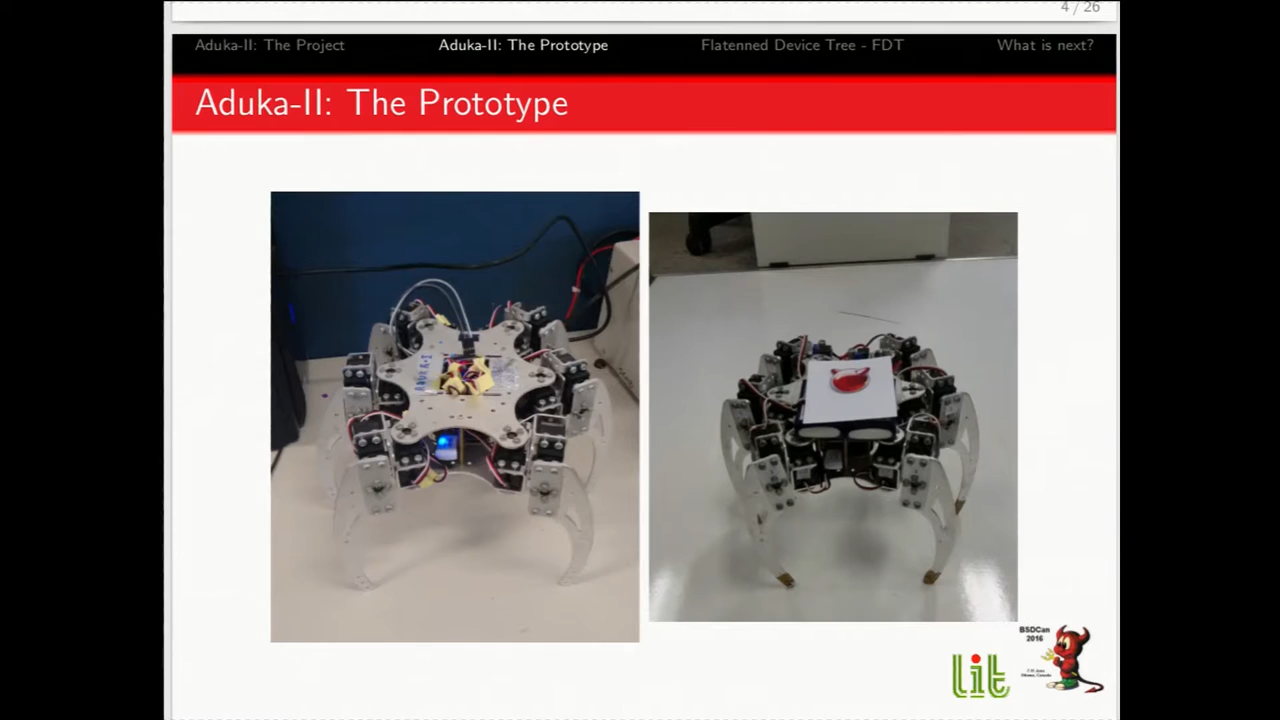 4 / 26
Aduka-II: The Project Aduka-II: The Prototype Flatenned Device Tree - FDT What is next?
Aduka-II: The Prototype
BSDCan
2016
lit